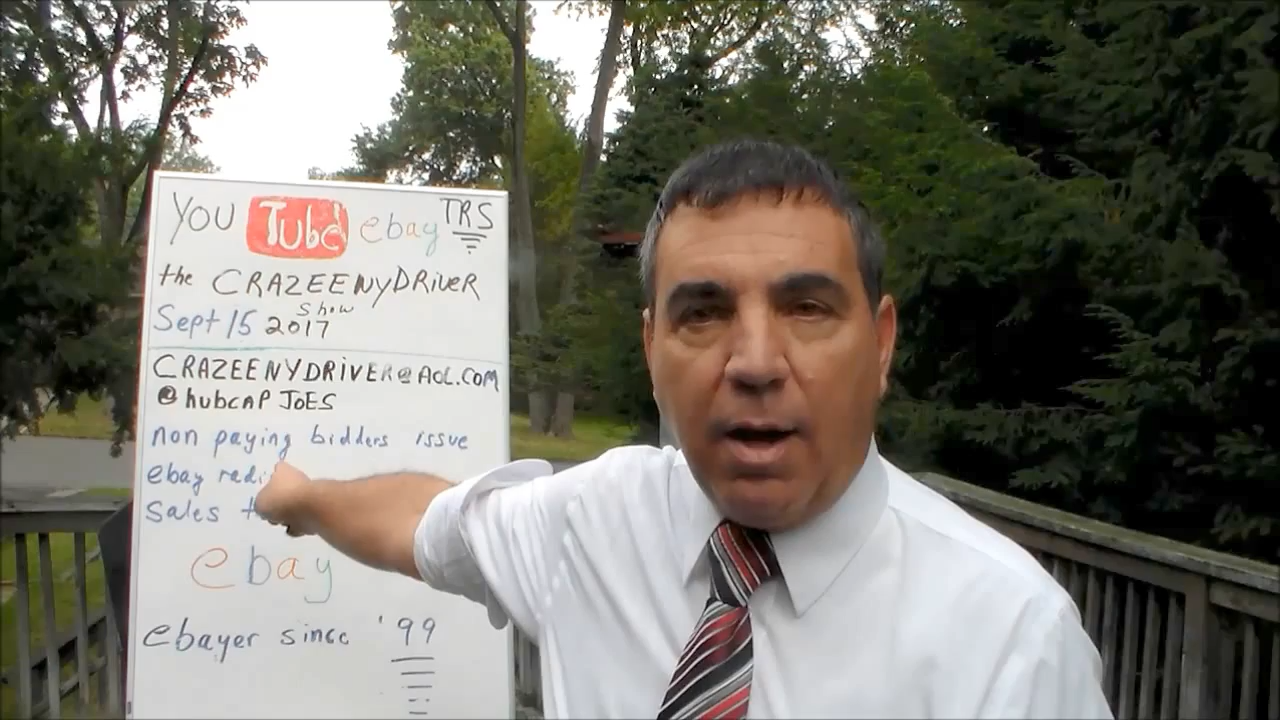 YOU Tube ebay TRS
the CRAZEENYDRIVER
Show
Sept 15 2017
CRAZEENYDRIVER@AOL.COM
@hubcAP JOES
non paying bidders issue
ebay
Sales
ebay
ebayer since '99